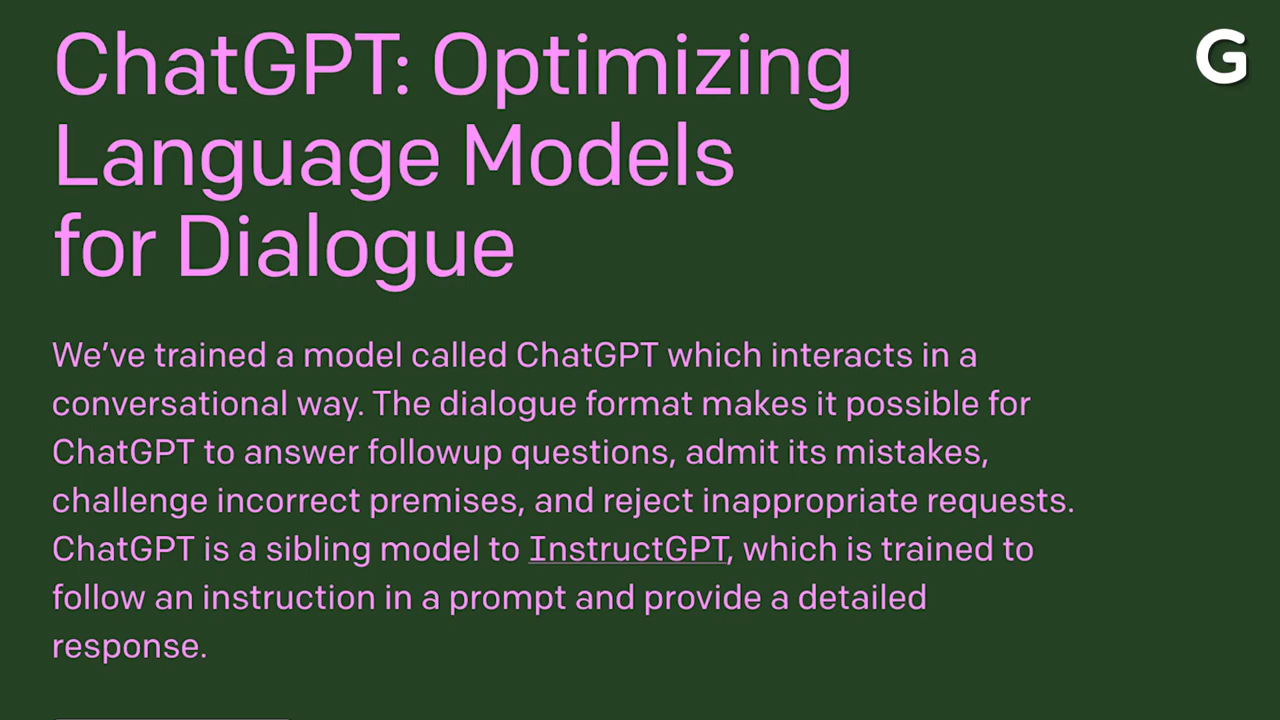 ChatGPT: Optimizing
Language Models
for Dialogue
G
We’ve trained a model called ChatGPT which interacts in a
conversational way. The dialogue format makes it possible for
ChatGPT to answer followup questions, admit its mistakes,
challenge incorrect premises, and reject inappropriate requests.
ChatGPT is a sibling model to InstructGPT, which is trained to
follow an instruction in a prompt and provide a detailed
response.